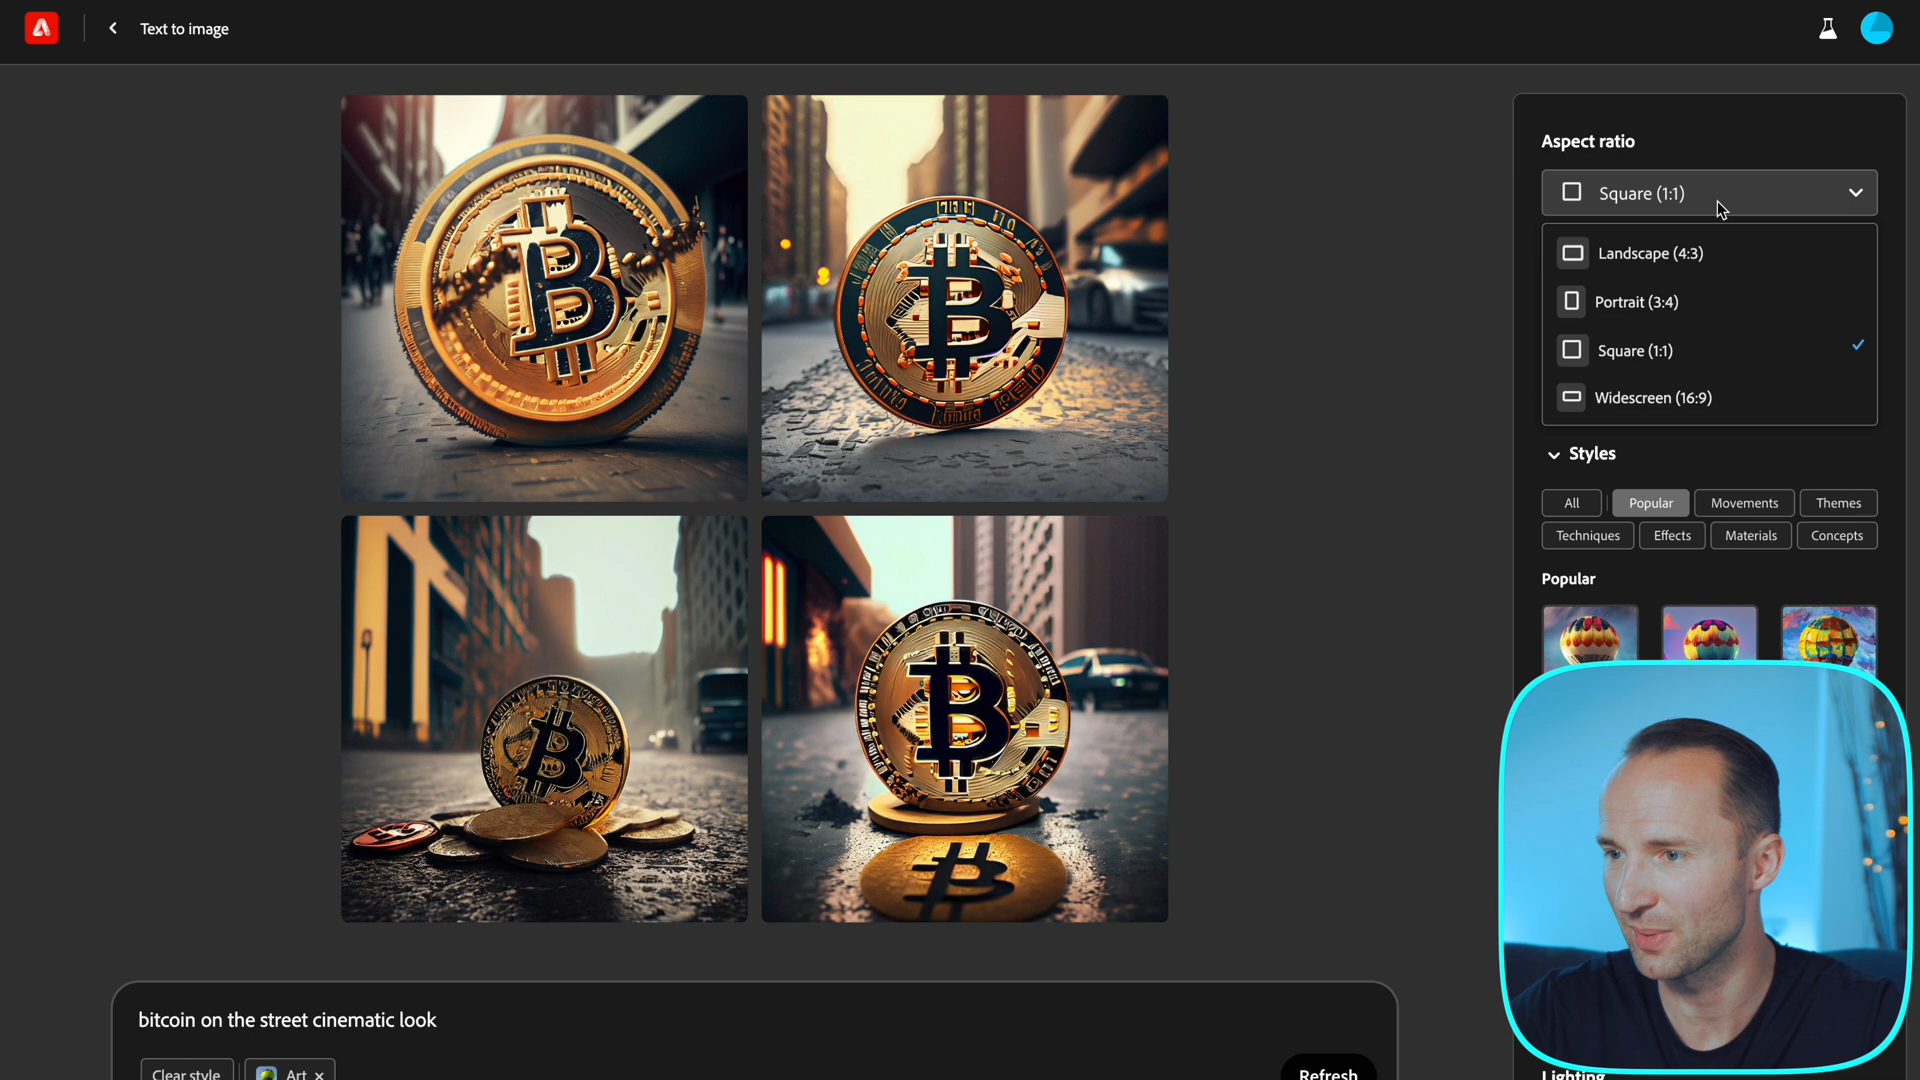 Text to image
Aspect ratio
Square (1:1)
Landscape (4:3)
Portrait (3:4)
Square (1:1)
Widescreen (16:9)
Styles
All Popular Movements Themes
Techniques Effects Materials Concepts
Popular
bitcoin on the street cinematic look
Clear style Art × Refresh
Lighting